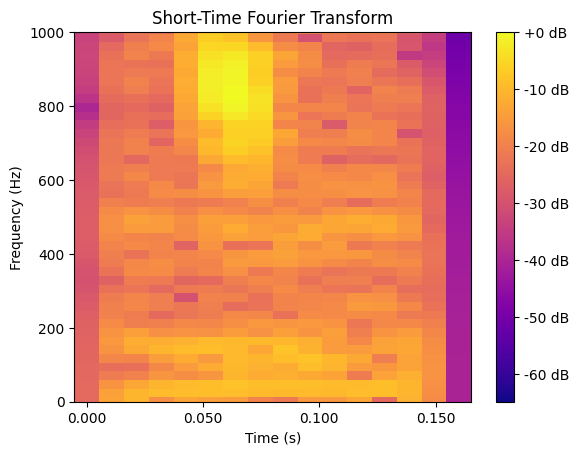 Short-Time Fourier Transform
1000
800
600
400
200
0
Frequency (Hz)
0.000
0.050
0.100
0.150
Time (s)
+0 dB
-10 dB
-20 dB
-30 dB
-40 dB
-50 dB
-60 dB